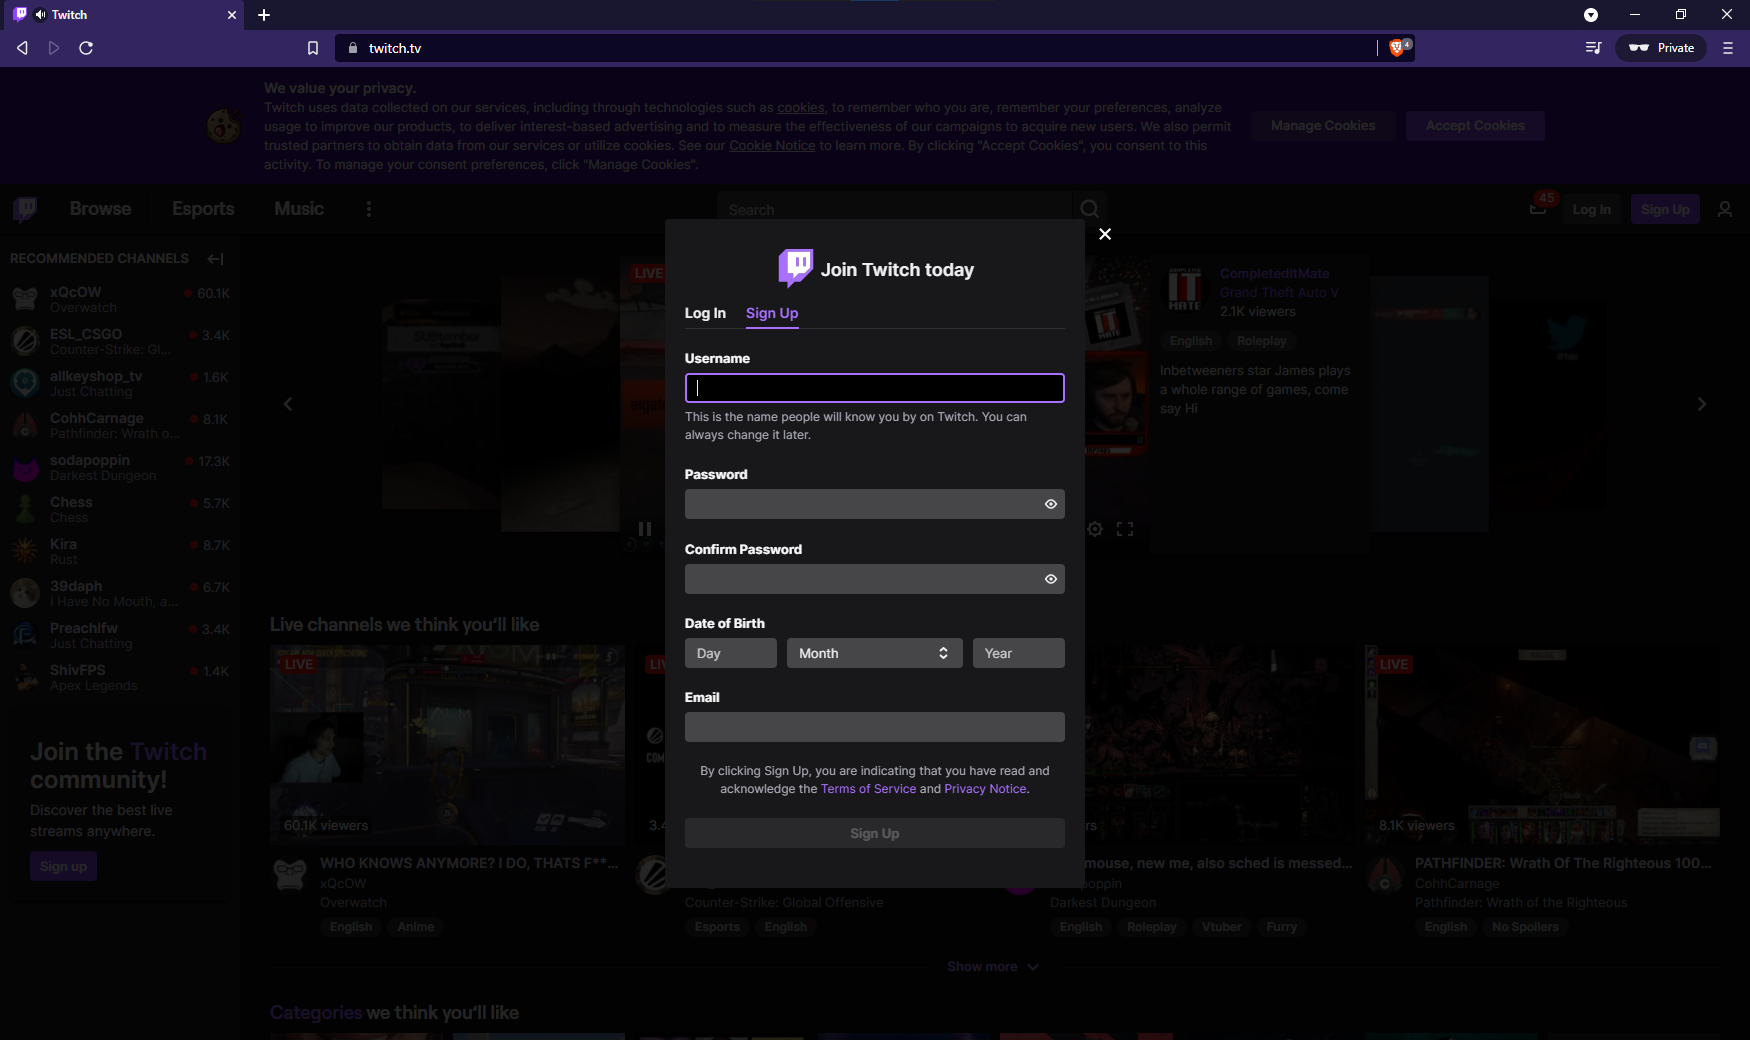 Twitch
twitch.tv
4
Private
We value your privacy.
Twitch uses data collected on our services, including through technologies such as cookies, to remember who you are, remember your preferences, analyze
usage to improve our products, to deliver interest-based advertising and to measure the effectiveness of our campaigns to acquire new users. We also permit
trusted partners to obtain data from our services or utilize cookies. See our Cookie Notice to learn more. By clicking "Accept Cookies", you consent to this
activity. To manage your consent preferences, click "Manage Cookies".
Manage Cookies
Accept Cookies
Browse
Esports
Music
Search
45
Log In
Sign Up
RECOMMENDED CHANNELS
xQcOW
60.1K
Overwatch
ESL_CSGO
3.4K
Counter-Strike: Gl...
allkeyshop_tv
1.6K
Just Chatting
CohhCarnage
8.1K
Pathfinder: Wrath o...
sodapoppin
17.3K
Darkest Dungeon
Chess
5.7K
Chess
Kira
8.7K
Rust
39daph
6.7K
I Have No Mouth, a...
Preachlfw
3.4K
Just Chatting
ShivFPS
1.4K
Apex Legends
Join the Twitch
community!
Discover the best live
streams anywhere.
Sign up
LIVE
CompletedItMate
Grand Theft Auto V
2.1K viewers
English
Roleplay
Inbetweeners star James plays
a whole range of games, come
say Hi
IT
MATE
Join Twitch today
Log In
Sign Up
Username
This is the name people will know you by on Twitch. You can
always change it later.
Password
Confirm Password
Date of Birth
Day
Month
Year
Email
By clicking Sign Up, you are indicating that you have read and
acknowledge the Terms of Service and Privacy Notice.
Sign Up
Live channels we think you'll like
LIVE
60.1K viewers
WHO KNOWS ANYMORE? I DO, THATS F**...
xQcOW
Overwatch
English
Anime
LI
3.4
Counter-Strike: Global Offensive
Esports
English
rs
mouse, new me, also sched is messed...
poppin
Darkest Dungeon
English
Roleplay
Vtuber
Furry
LIVE
8.1K viewers
PATHFINDER: Wrath Of The Righteous 100...
CohhCarnage
Pathfinder: Wrath of the Righteous
English
No Spoilers
Show more
Categories we think you'll like